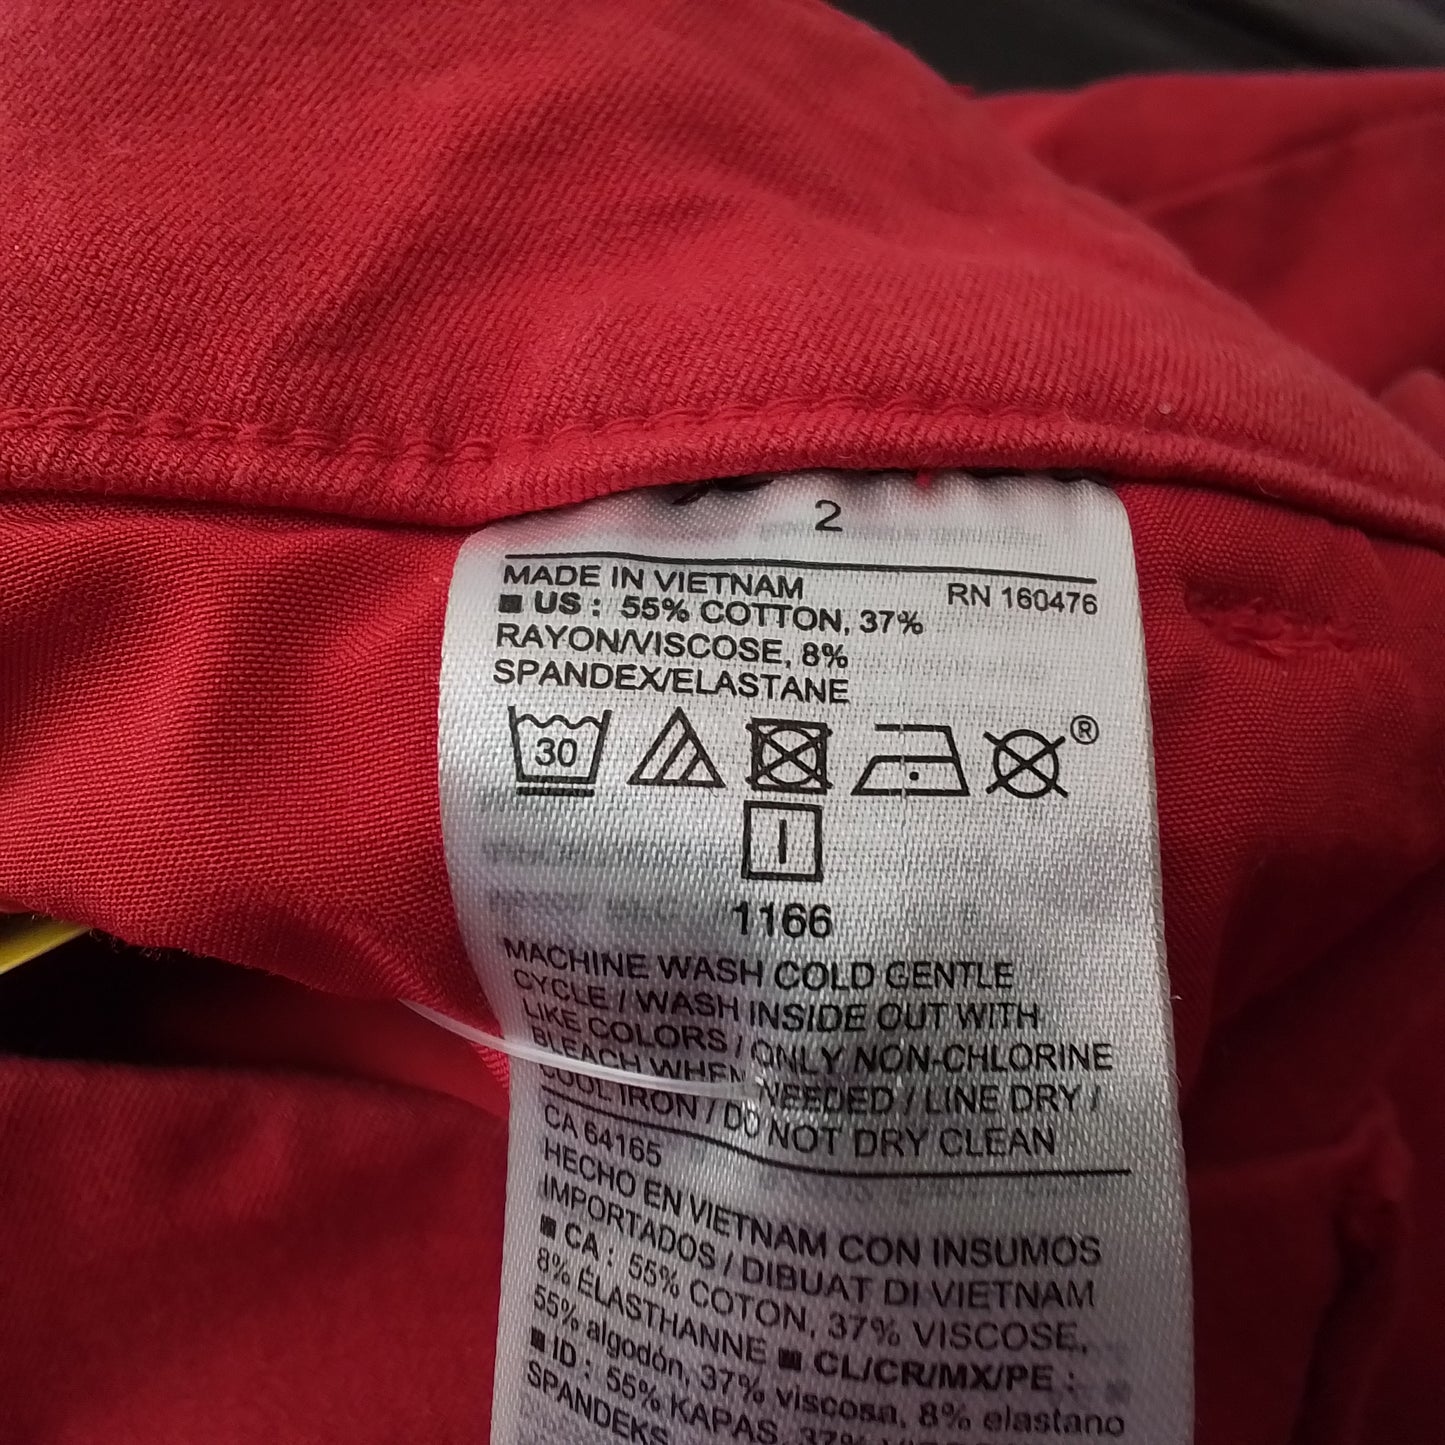 2
MADE IN VIETNAM RN 160476
US : 55% COTTON, 37%
RAYON/VISCOSE, 8%
SPANDEX/ELASTANE
30
®
1166
MACHINE WASH COLD GENTLE
CYCLE / WASH INSIDE OUT WITH
LIKE COLORS / ONLY NON-CHLORINE
BLEACH WHEN NEEDED / LINE DRY /
COOL IRON / DO NOT DRY CLEAN
CA 64165
HECHO EN VIETNAM CON INSUMOS
IMPORTADOS / DIBUAT DI VIETNAM
CA : 55% COTON, 37% VISCOSE,
8% ÉLASTHANNE ■ CL/CR/MX/PE :
55% algodón, 37% viscosa, 8% elastano
ID : 55% KAPAS, 37%
SPANDEKS